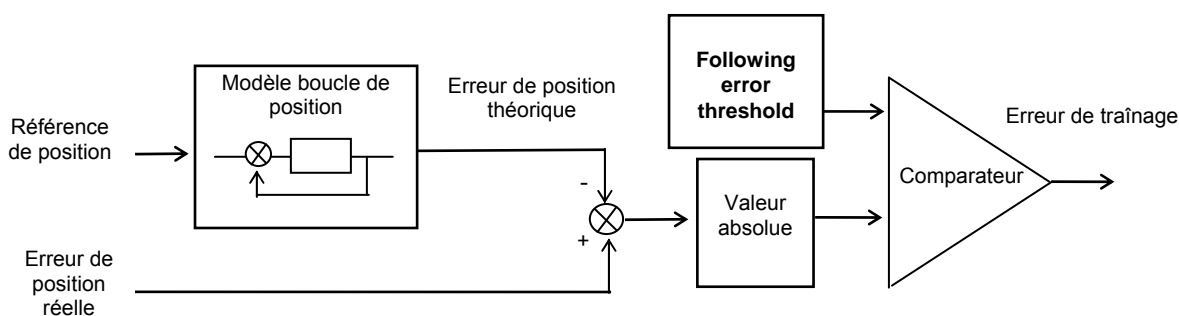 Référence
de position
Modèle boucle de
position
Erreur de position
théorique
Following
error
threshold
Erreur de traînage
Comparateur
-
+
Valeur
absolue
Erreur de
position
réelle